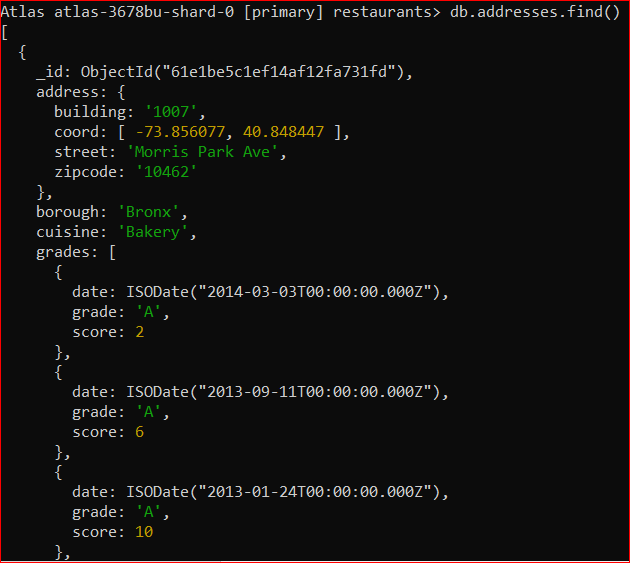 Atlas atlas-3678bu-shard-0 [primary] restaurants> db.addresses.find()
[
  {
    _id: ObjectId("61e1be5c1ef14af12fa731fd"),
    address: {
      building: '1007',
      coord: [ -73.856077, 40.848447 ],
      street: 'Morris Park Ave',
      zipcode: '10462'
    },
    borough: 'Bronx',
    cuisine: 'Bakery',
    grades: [
      {
        date: ISODate("2014-03-03T00:00:00.000Z"),
        grade: 'A',
        score: 2
      },
      {
        date: ISODate("2013-09-11T00:00:00.000Z"),
        grade: 'A',
        score: 6
      },
      {
        date: ISODate("2013-01-24T00:00:00.000Z"),
        grade: 'A',
        score: 10
      },